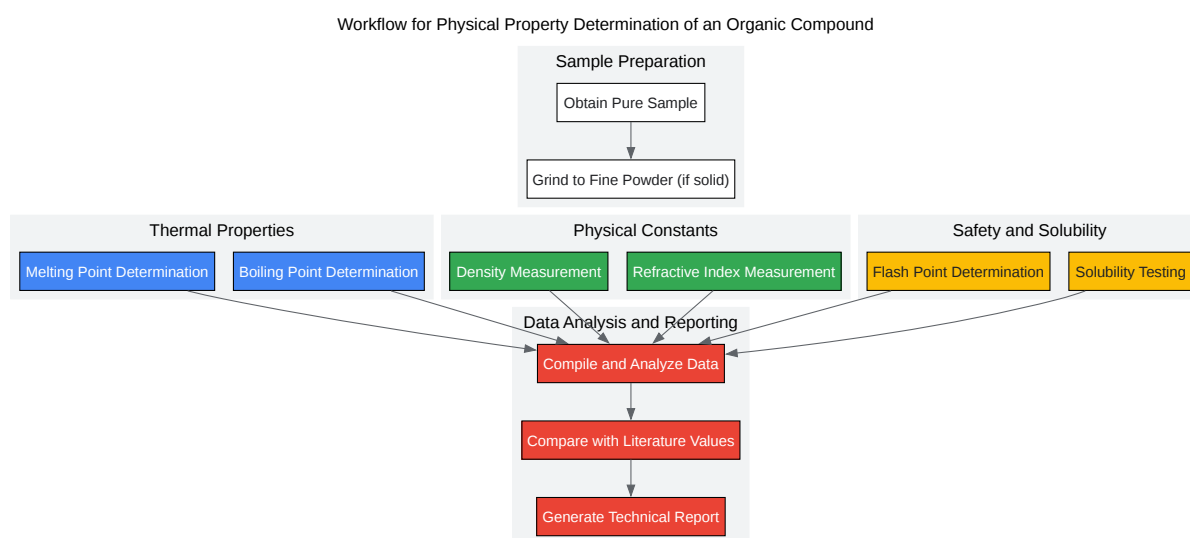 Workflow for Physical Property Determination of an Organic Compound
Sample Preparation
Obtain Pure Sample
Grind to Fine Powder (if solid)
Thermal Properties
Melting Point Determination
Boiling Point Determination
Physical Constants
Density Measurement
Refractive Index Measurement
Safety and Solubility
Flash Point Determination
Solubility Testing
Data Analysis and Reporting
Compile and Analyze Data
Compare with Literature Values
Generate Technical Report